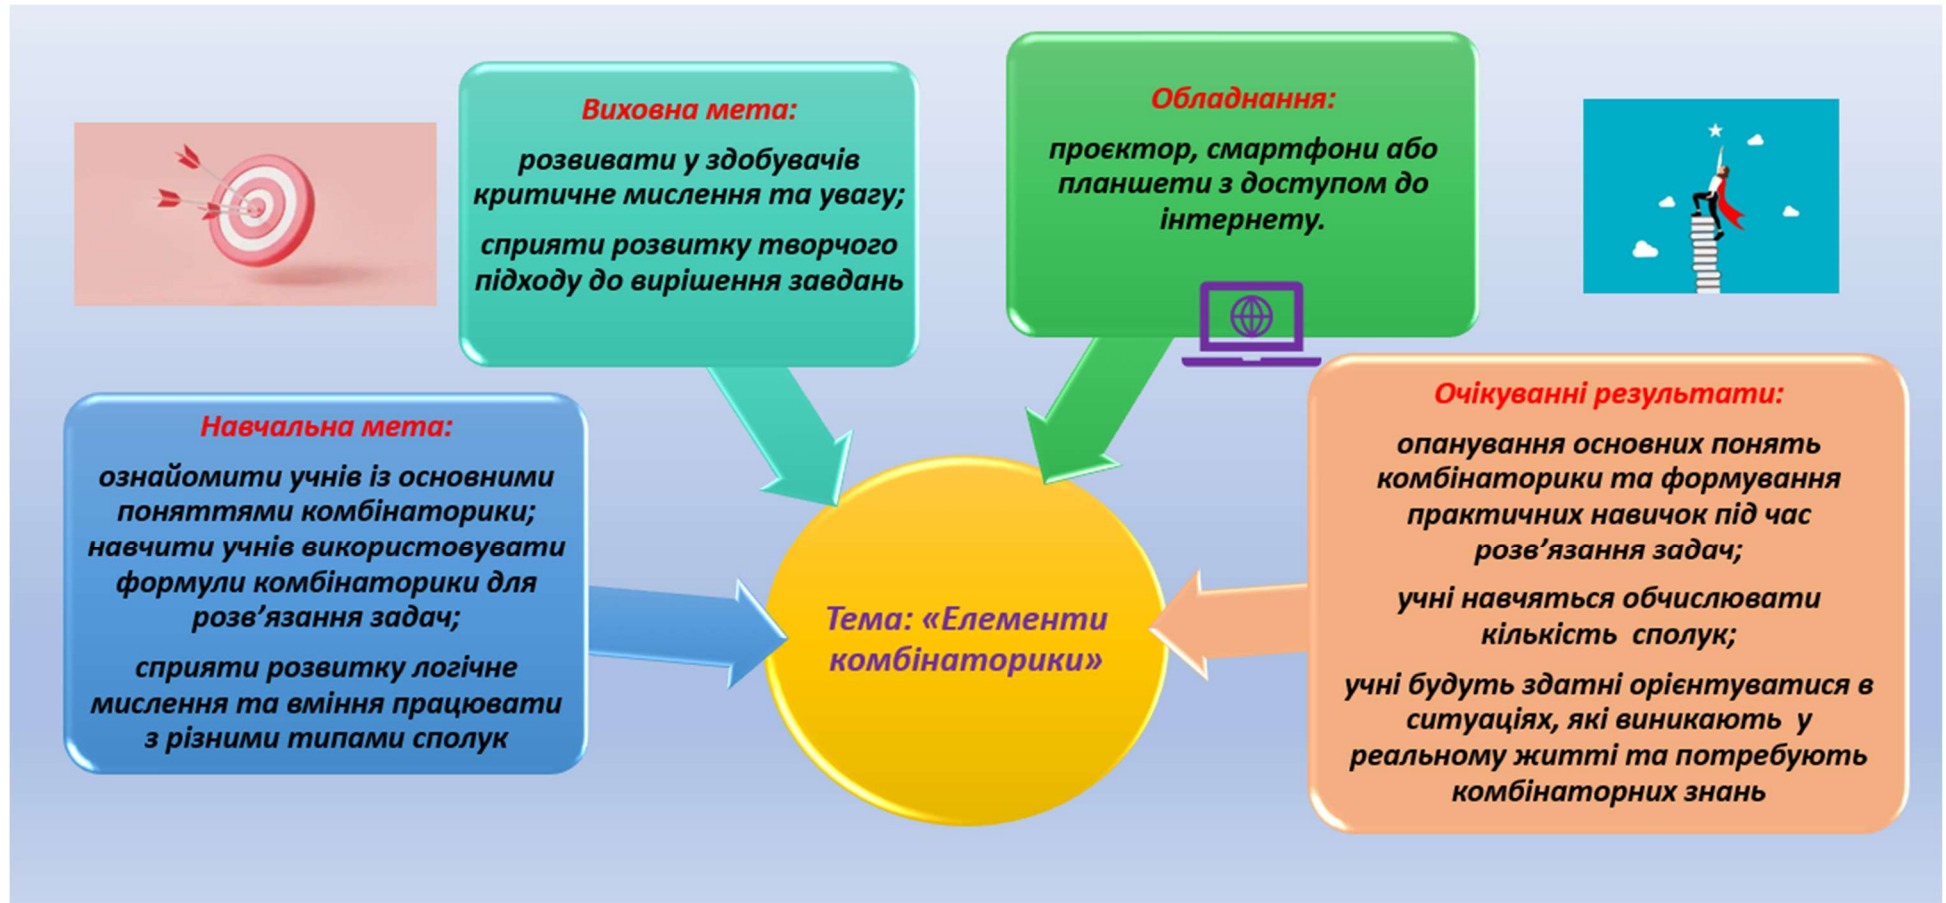 Виховна мета:
розвивати у здобувачів
критичне мислення та увагу;
сприяти розвитку творчого
підходу до вирішення завдань
Обладнання:
проєктор, смартфони або
планшети з доступом до
інтернету.
Навчальна мета:
ознайомити учнів із основними
поняттями комбінаторики;
навчити учнів використовувати
формули комбінаторики для
розв’язання задач;
сприяти розвитку логічне
мислення та вміння працювати
з різними типами сполук
Тема: «Елементи
комбінаторики»
Очікуванні результати:
опанування основних понять
комбінаторики та формування
практичних навичок під час
розв’язання задач;
учні навчяться обчислювати
кількість сполук;
учні будуть здатні орієнтуватися в
ситуаціях, які виникають у
реальному житті та потребують
комбінаторних знань